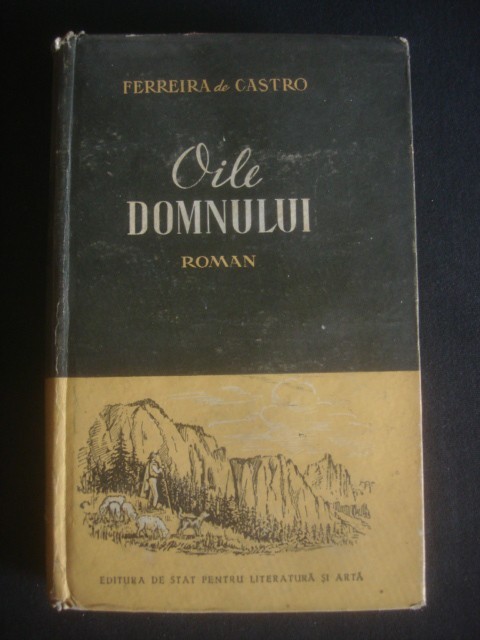 FERREIRA de CASTRO
Oile
DOMNULUI
ROMAN
EDITURA DE STAT PENTRU LITERATURĂ ȘI ARTĂ